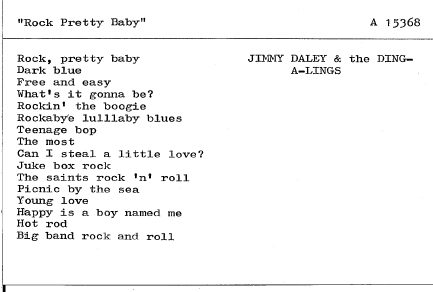 "Rock Pretty Baby" A 15368
Rock, pretty baby JIMMY DALEY & the DING-
Dark blue A-LINGS
Free and easy
What's it gonna be?
Rockin' the boogie
Rockabye lulllaby blues
Teenage bop
The most
Can I steal a little love?
Juke box rock
The saints rock 'n' roll
Picnic by the sea
Young love
Happy is a boy named me
Hot rod
Big band rock and roll